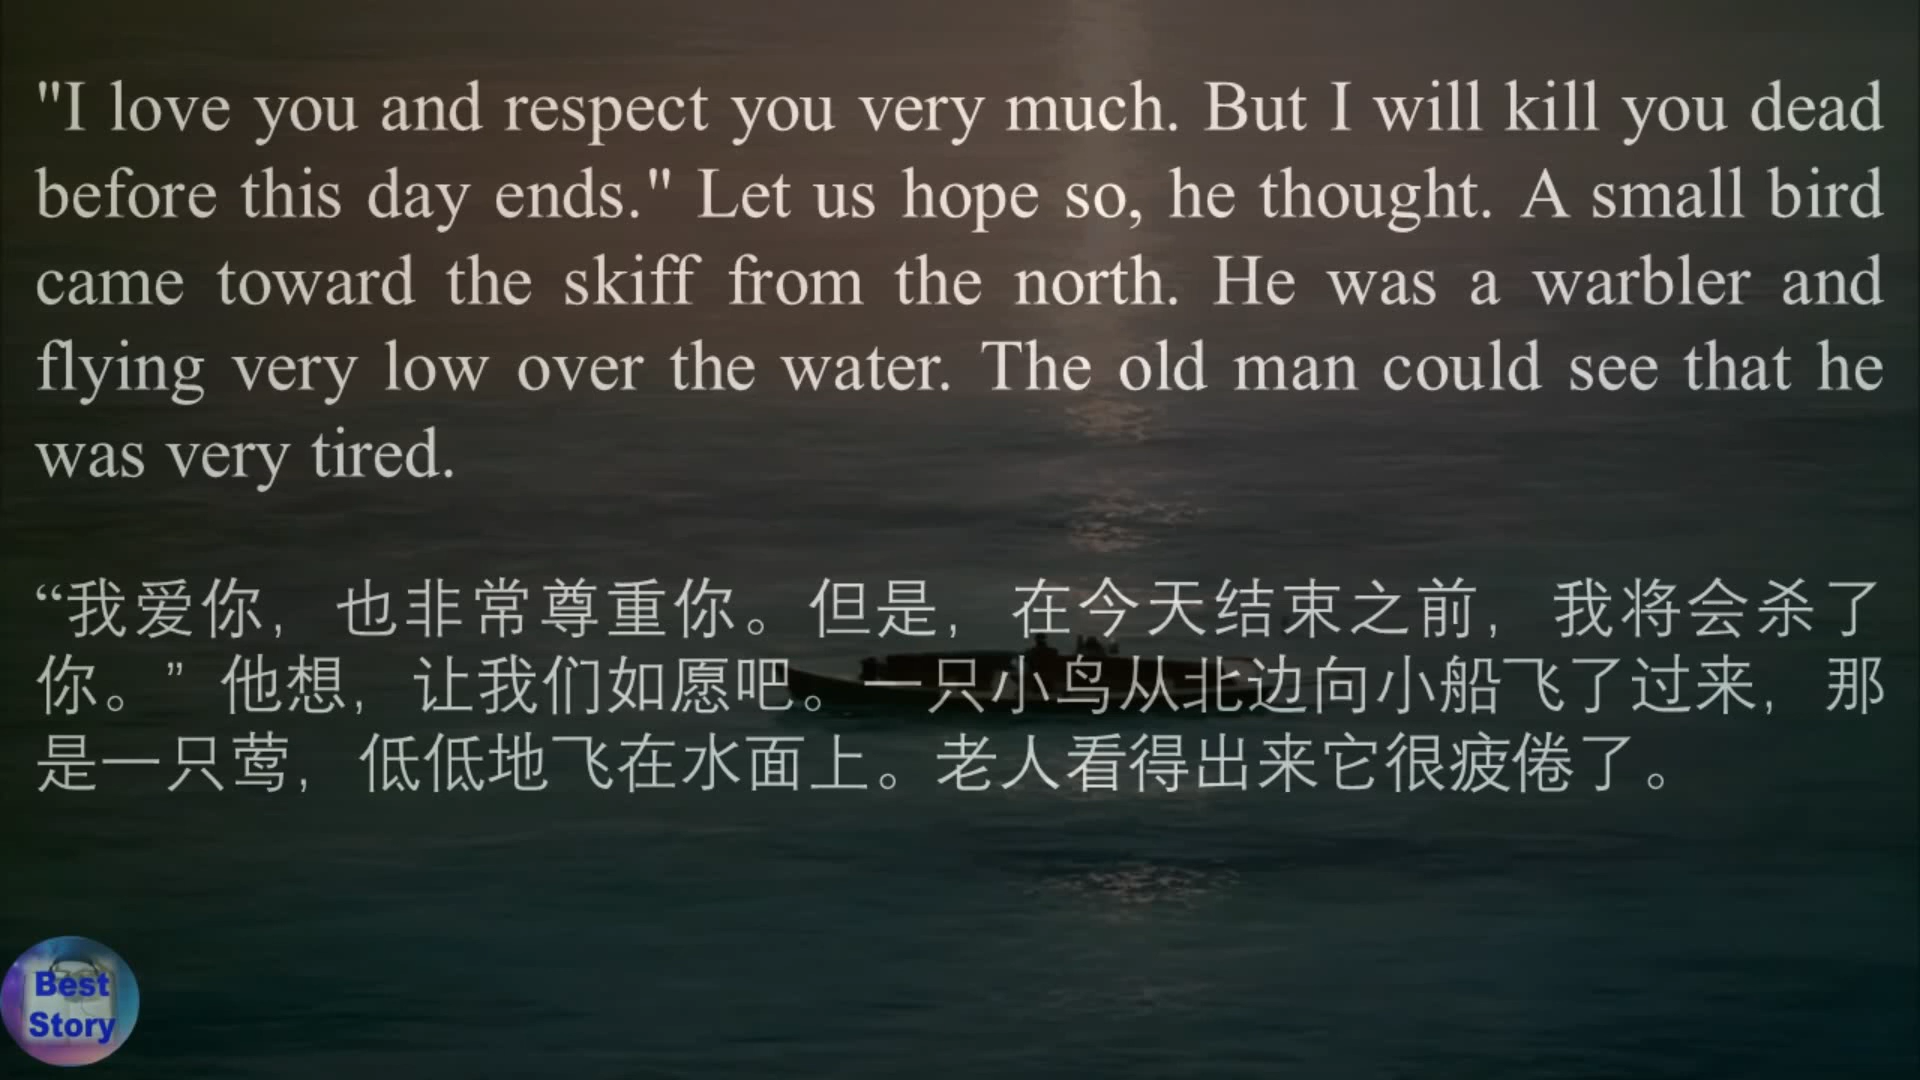 "I love you and respect you very much. But I will kill you dead
before this day ends." Let us hope so, he thought. A small bird
came toward the skiff from the north. He was a warbler and
flying very low over the water. The old man could see that he
was very tired.
“我爱你，也非常尊重你。但是，在今天结束之前，我将会杀了
你。” 他想，让我们如愿吧。一只小鸟从北边向小船飞了过来，那
是一只莺，低低地飞在水面上。老人看得出来它很疲倦了。
Best
Story